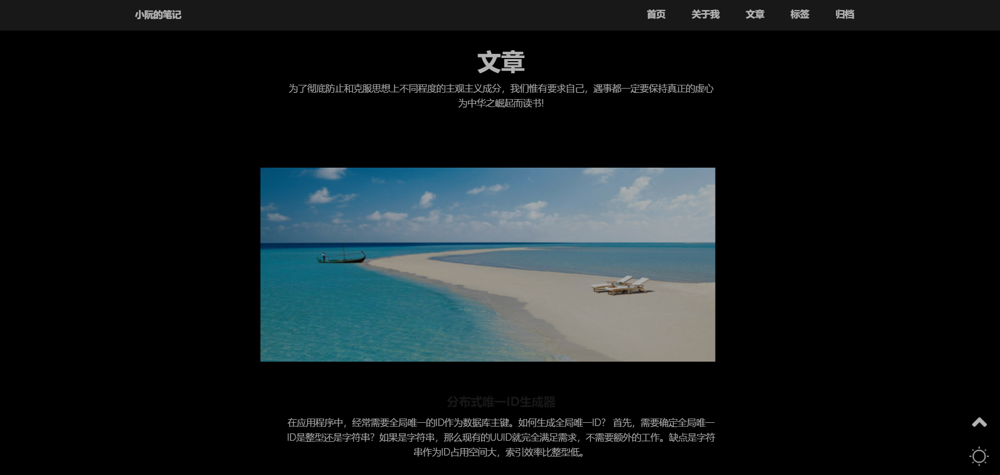 小阮的笔记
首页 关于我 文章 标签 归档
文章
为了彻底防止和克服思想上不同程度的主观主义成分，我们惟有要求自己，遇事都一定要保持真正的虚心
为中华之崛起而读书!
分布式唯一ID生成器
在应用程序中，经常需要全局唯一的ID作为数据库主键。如何生成全局唯一ID？ 首先，需要确定全局唯一
ID是整型还是字符串？如果是字符串，那么现有的UUID就完全满足需求，不需要额外的工作。缺点是字符
串作为ID占用空间大，索引效率比整型低。